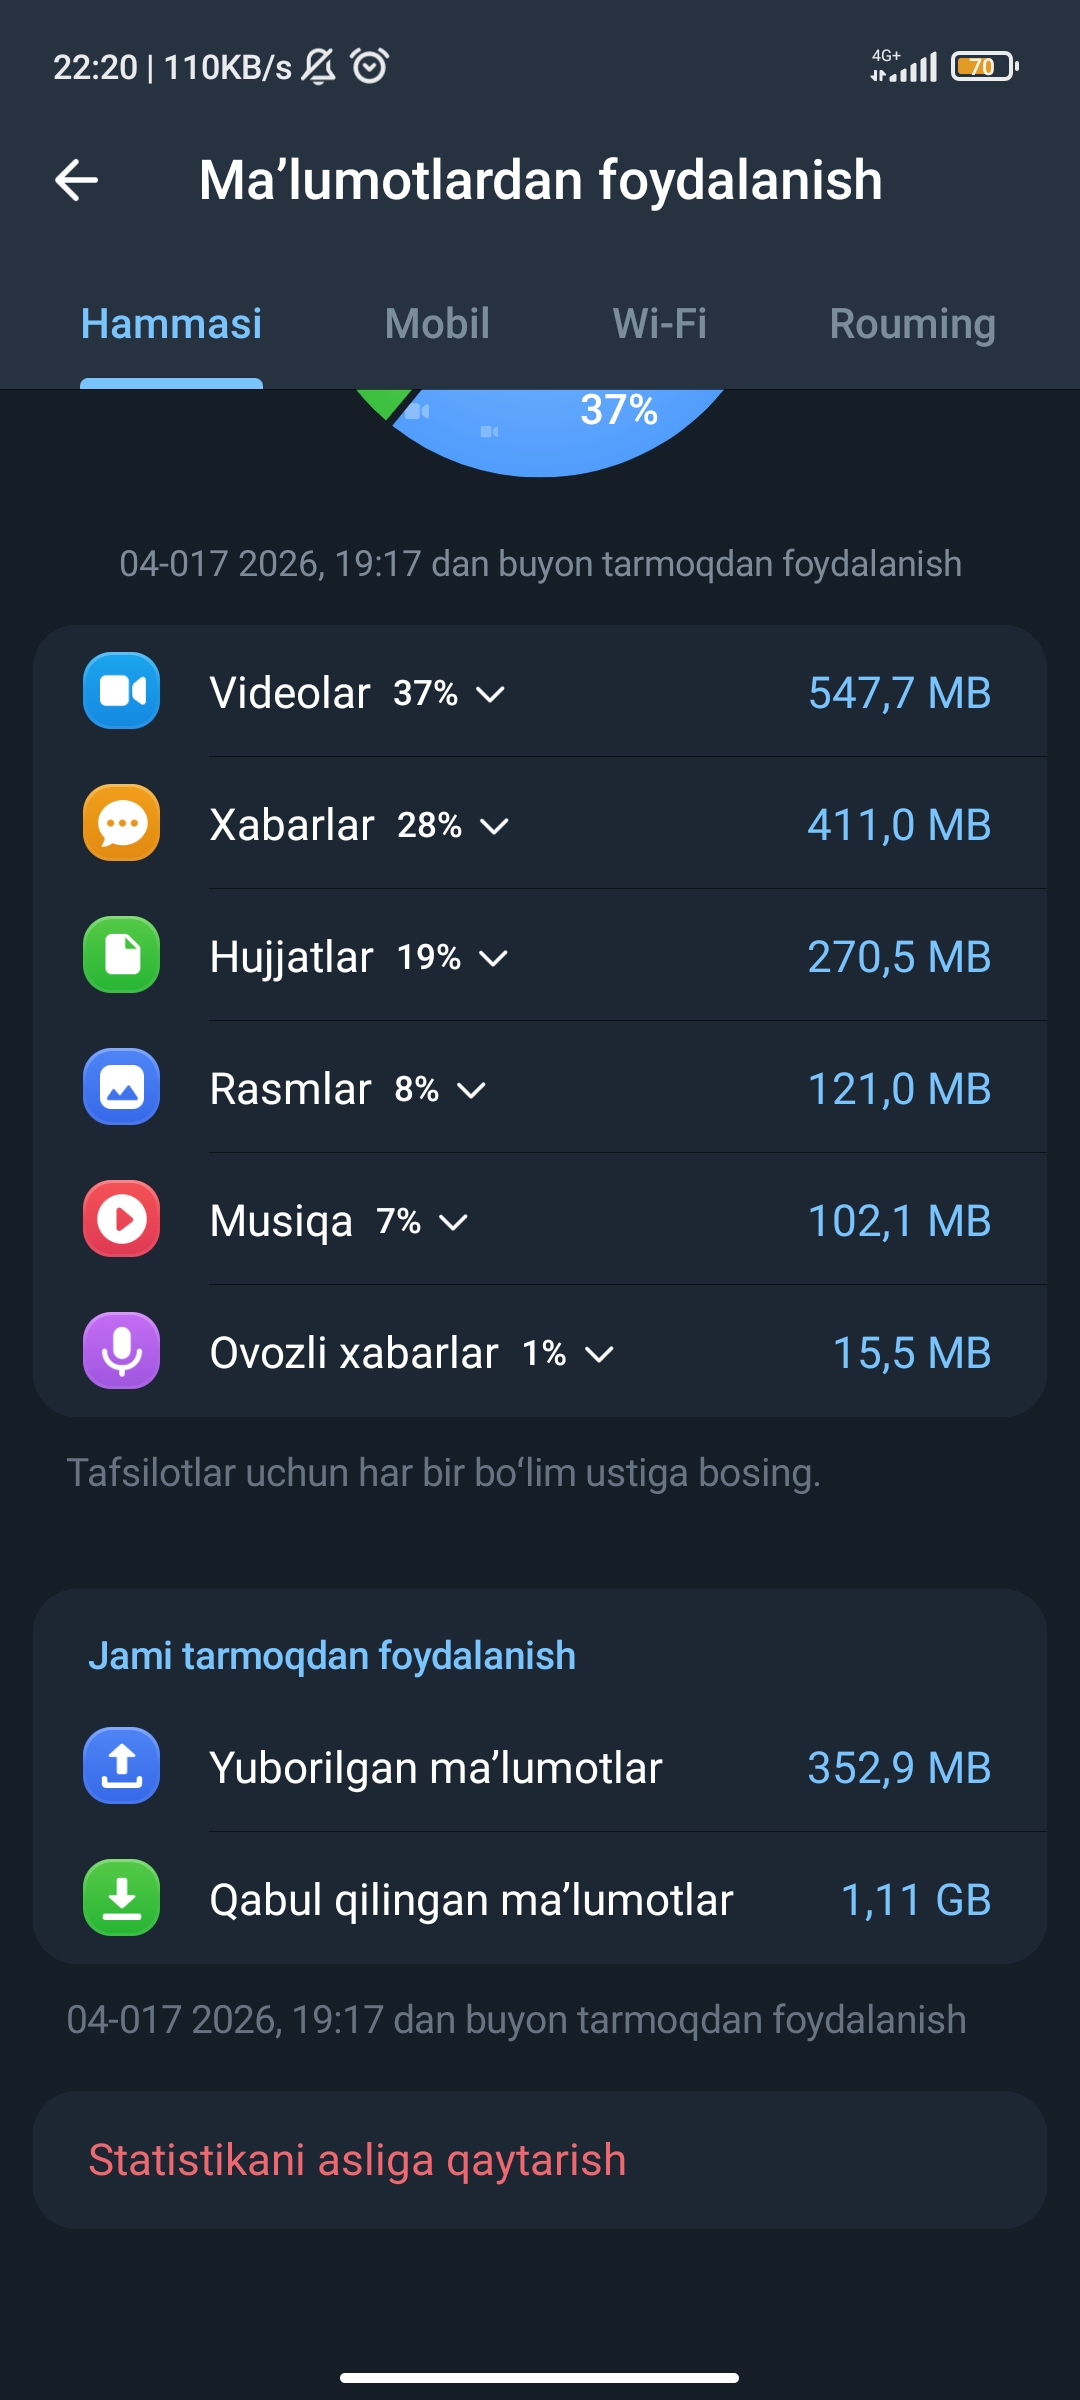 22:20 | 110KB/s 4G+ 70
Ma’lumotlardan foydalanish
Hammasi Mobil Wi-Fi Rouming
37%
04-017 2026, 19:17 dan buyon tarmoqdan foydalanish
Videolar 37% 547,7 MB
Xabarlar 28% 411,0 MB
Hujjatlar 19% 270,5 MB
Rasmlar 8% 121,0 MB
Musiqa 7% 102,1 MB
Ovozli xabarlar 1% 15,5 MB
Tafsilotlar uchun har bir bo‘lim ustiga bosing.
Jami tarmoqdan foydalanish
Yuborilgan ma’lumotlar 352,9 MB
Qabul qilingan ma’lumotlar 1,11 GB
04-017 2026, 19:17 dan buyon tarmoqdan foydalanish
Statistikani asliga qaytarish